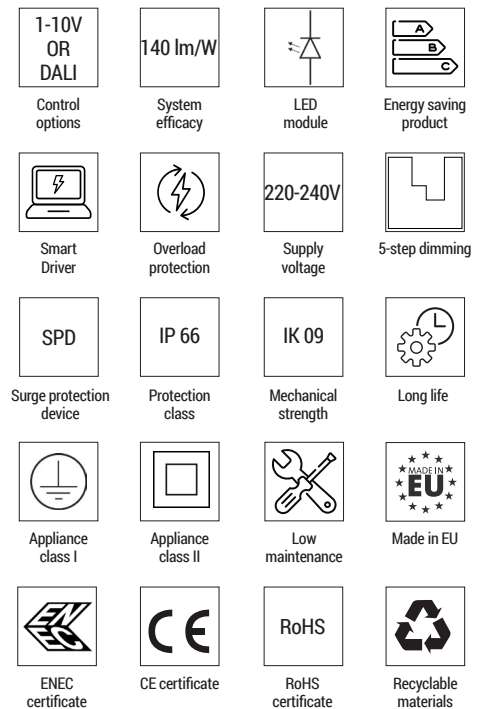 1-10V
OR
DALI
Control
options
140 lm/W
System
efficacy
LED
module
A
B
C
Energy saving
product
Smart
Driver
Overload
protection
220-240V
Supply
voltage
5-step dimming
SPD
Surge protection
device
IP 66
Protection
class
IK 09
Mechanical
strength
Long life
Appliance
class I
Appliance
class II
Low
maintenance
MADE IN
EU
Made in EU
EN
EC
ENEC
certificate
CE
CE certificate
RoHS
RoHS
certificate
Recyclable
materials